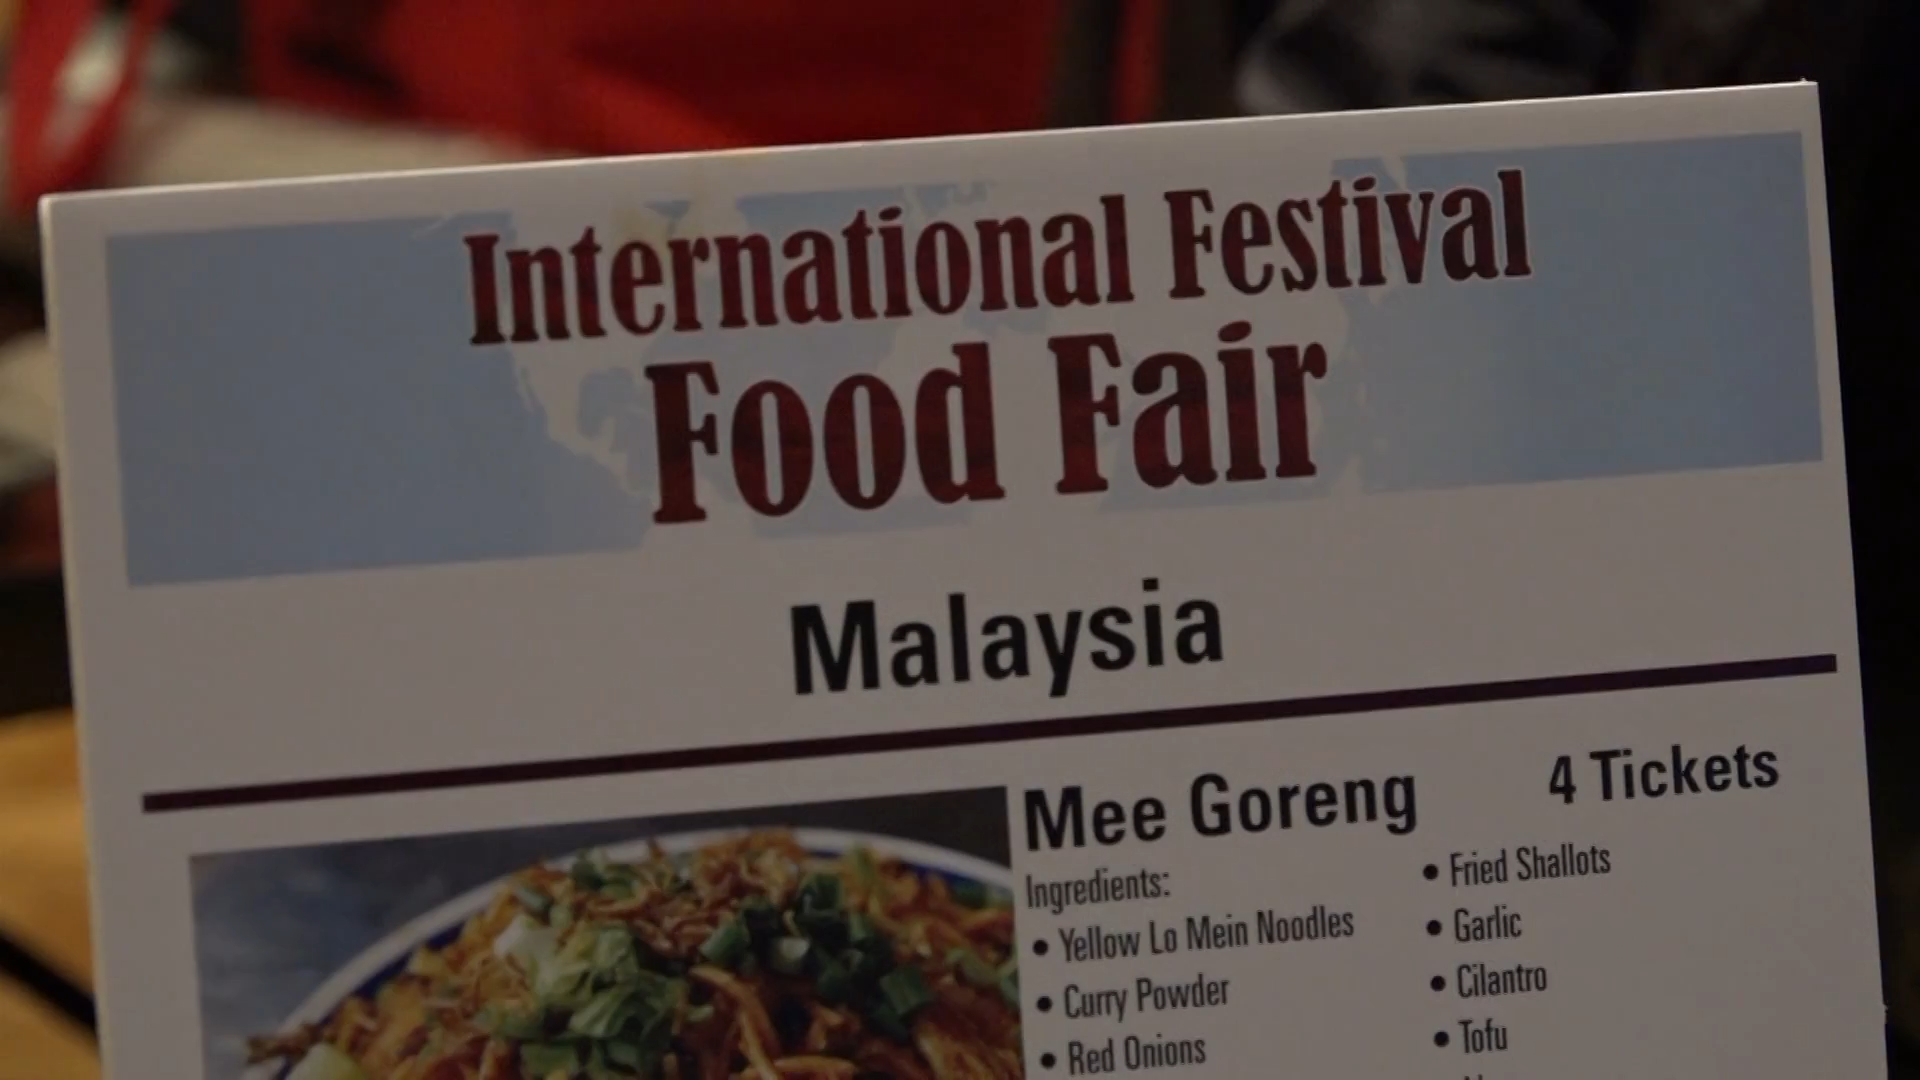 International Festival
Food Fair
Malaysia
Mee Goreng
4 Tickets
Ingredients:
• Yellow Lo Mein Noodles
• Curry Powder
• Red Onions
• Fried Shallots
• Garlic
• Cilantro
• Tofu